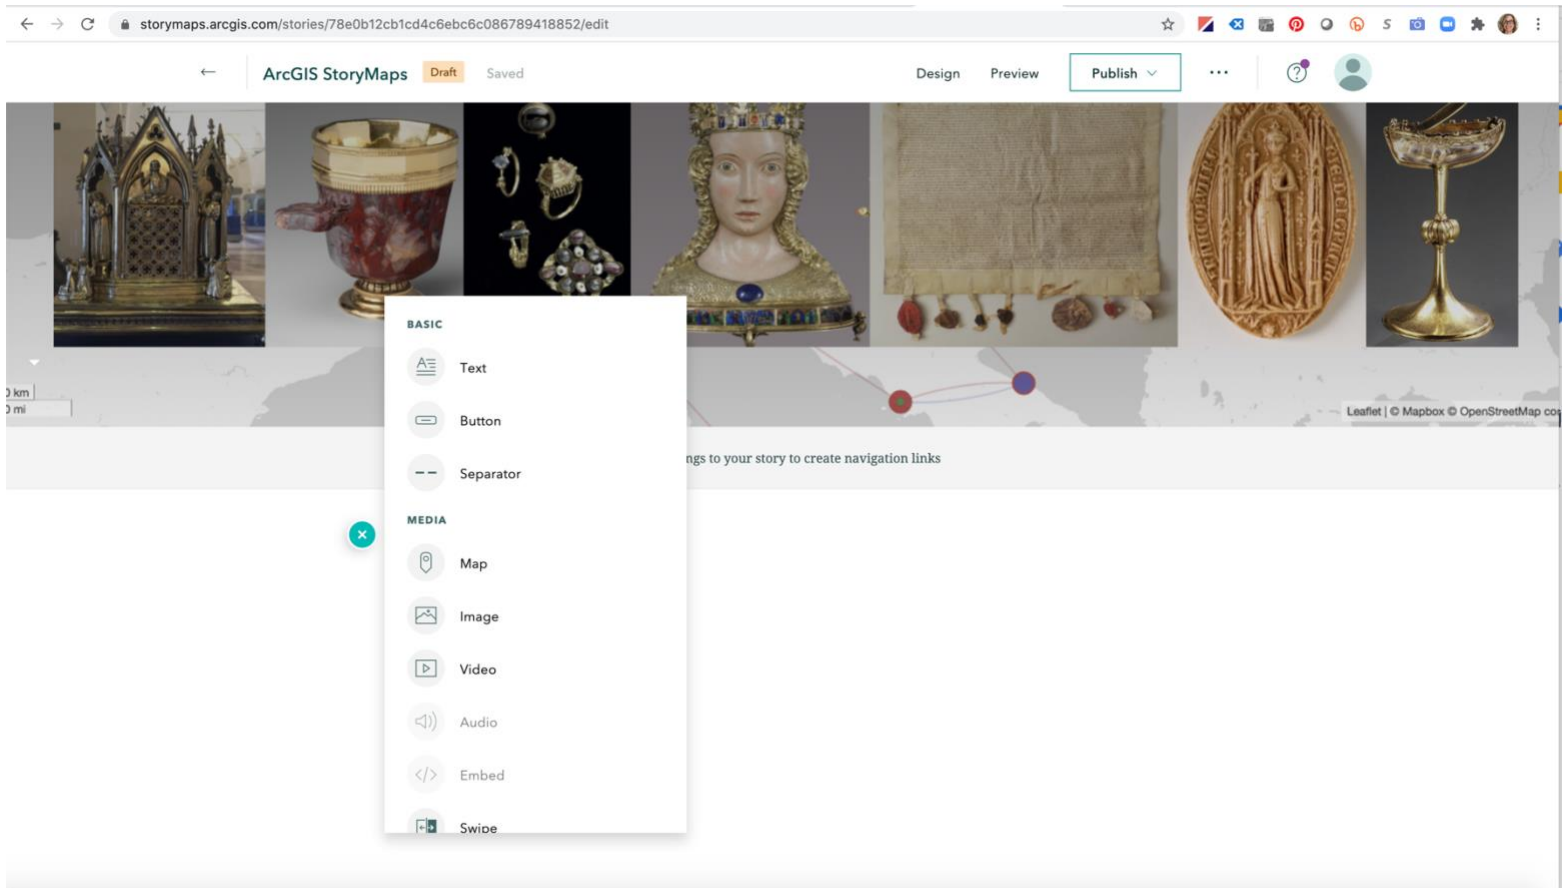 storymaps.arcgis.com/stories/78e0b12cb1cd4c6ebc6c086789418852/edit
ArcGIS StoryMaps Draft Saved Design Preview Publish
km
mi
Leaflet | © Mapbox © OpenStreetMap
to your story to create navigation links
BASIC
Text
Button
Separator
MEDIA
Map
Image
Video
Audio
Embed
Swipe